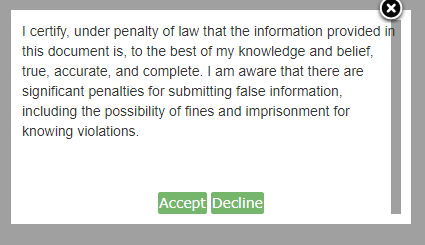 I certify, under penalty of law that the information provided in
this document is, to the best of my knowledge and belief,
true, accurate, and complete. I am aware that there are
significant penalties for submitting false information,
including the possibility of fines and imprisonment for
knowing violations.
Accept Decline